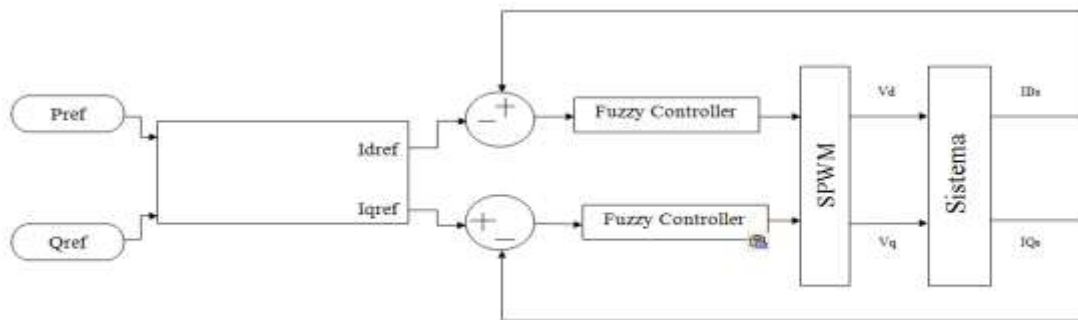 Pref
Qref
Idref
Iqref
Fuzzy Controller
Fuzzy Controller
SPWM
Vd
Vq
Sistema
IDs
IQs